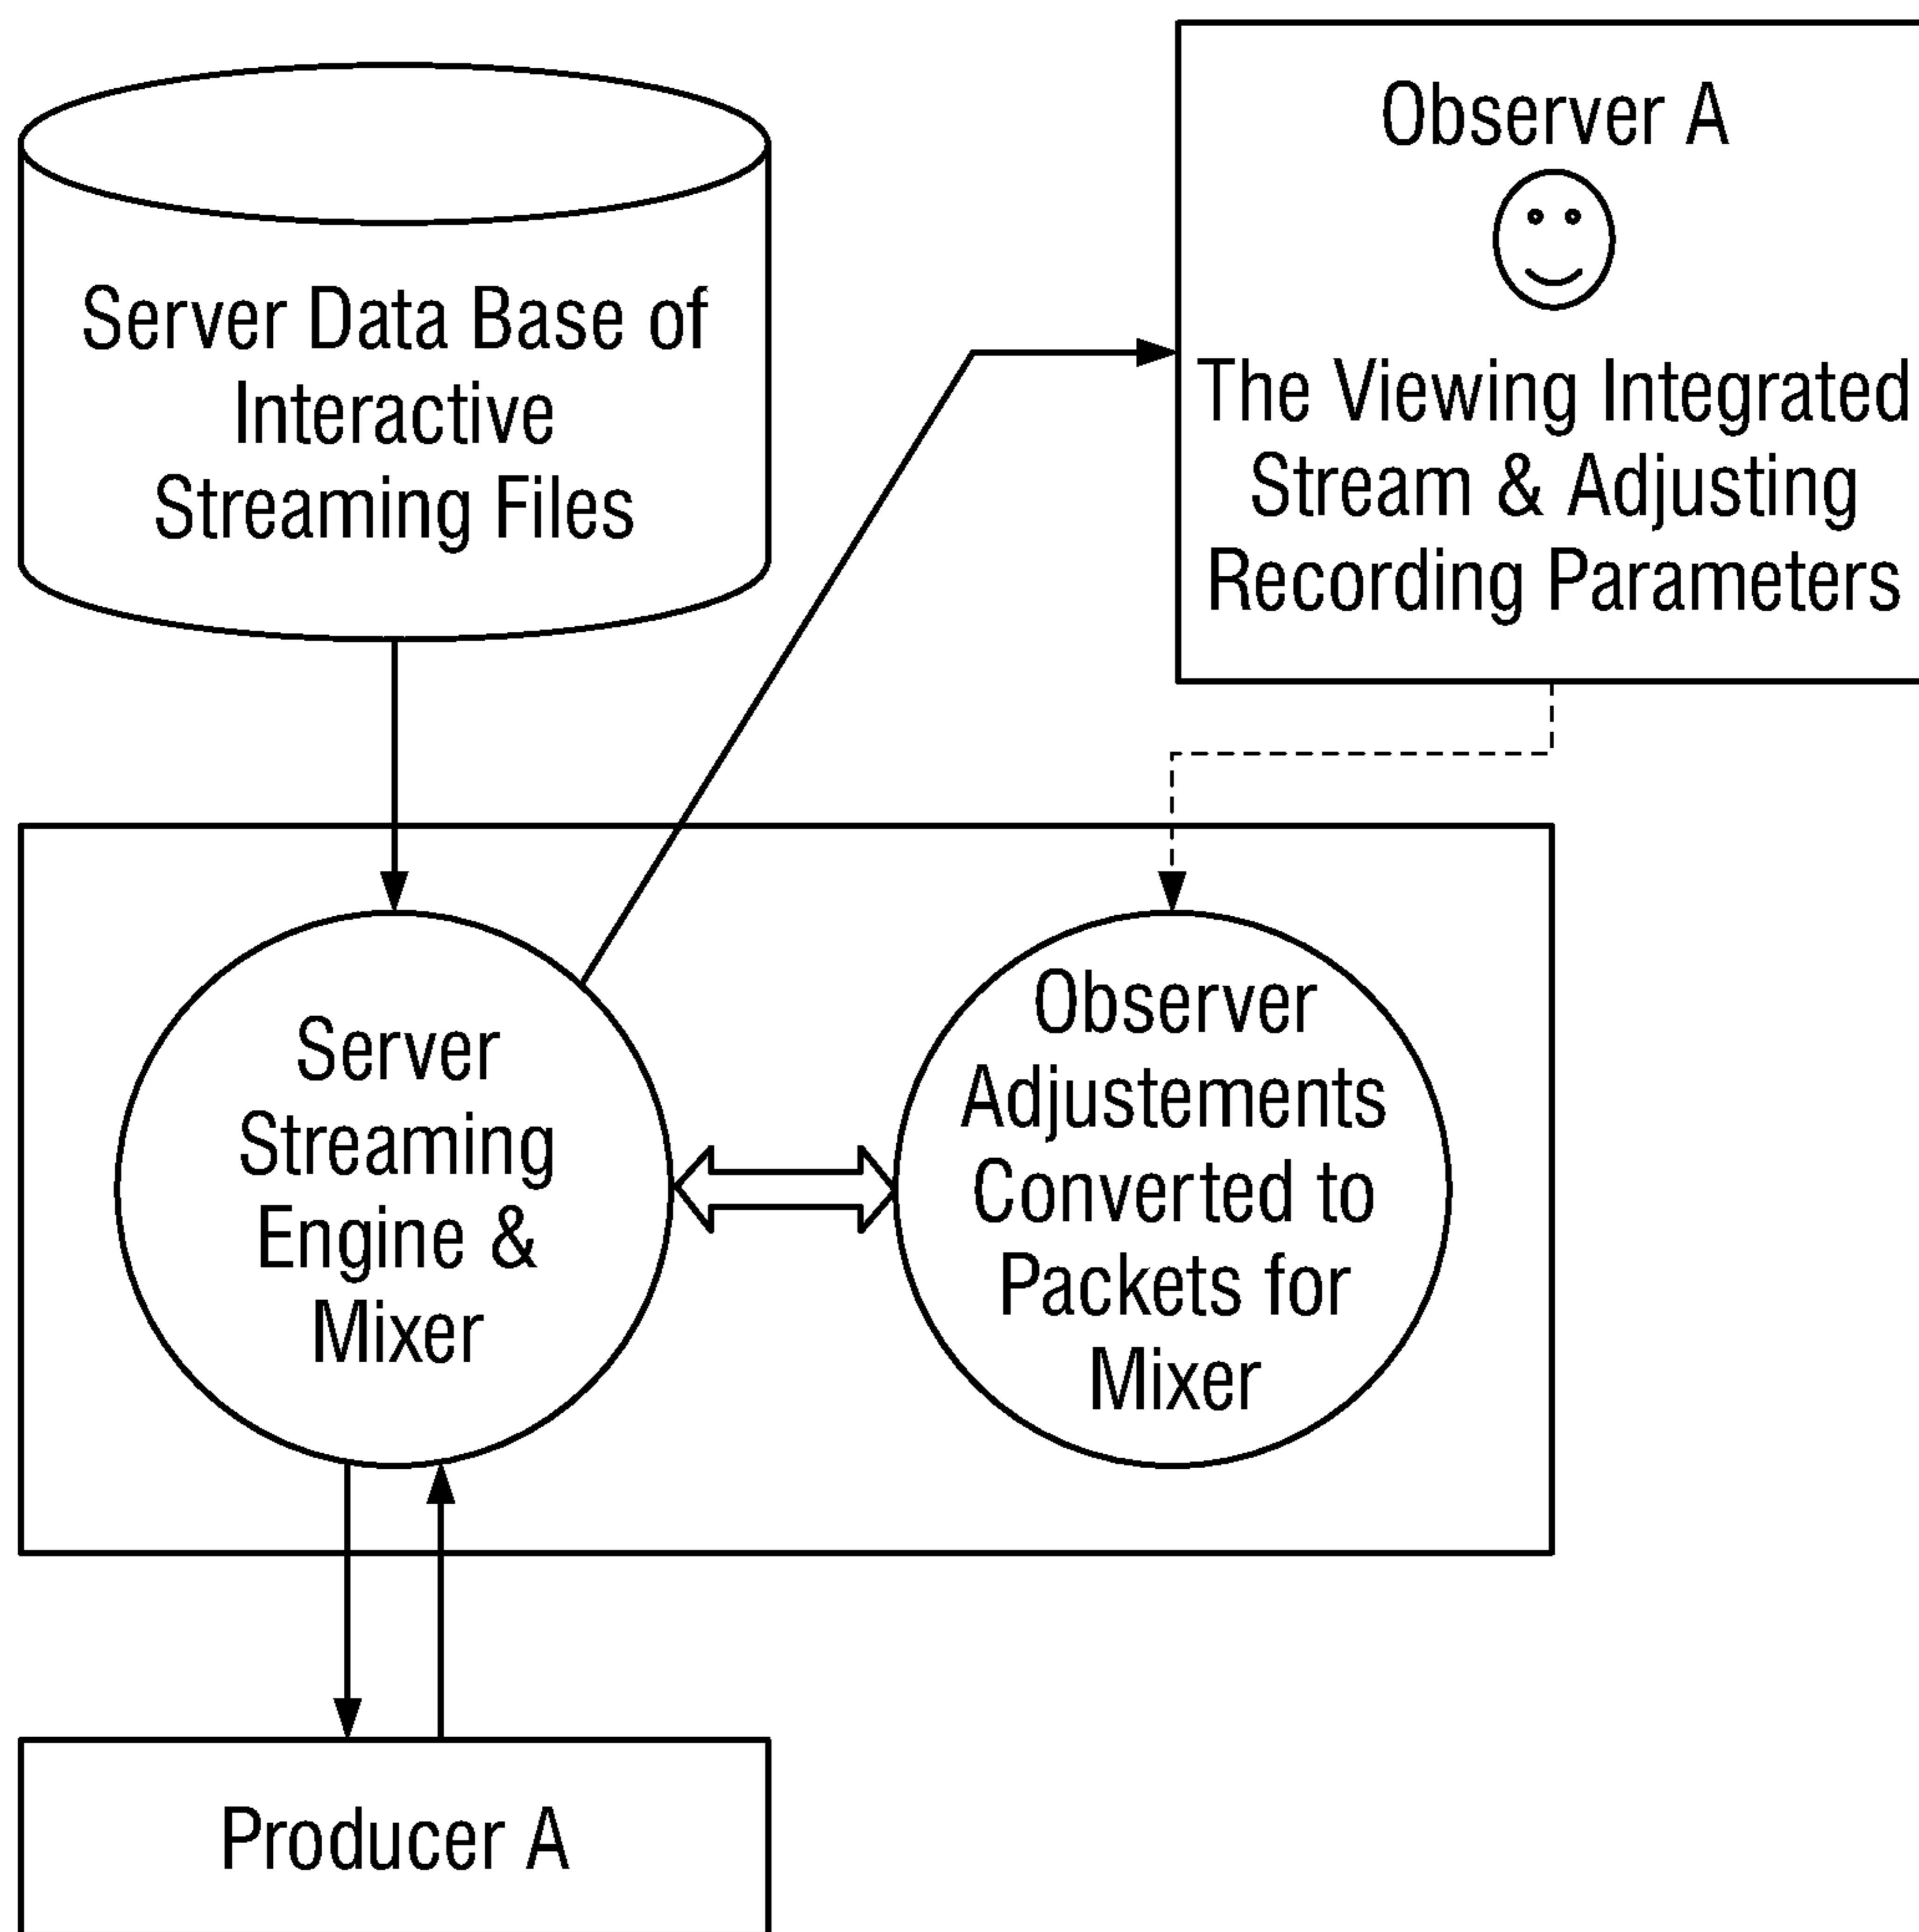 Server Data Base of
Interactive
Streaming Files
Observer A
The Viewing Integrated
Stream & Adjusting
Recording Parameters
Server
Streaming
Engine &
Mixer
Observer
Adjustements
Converted to
Packets for
Mixer
Producer A